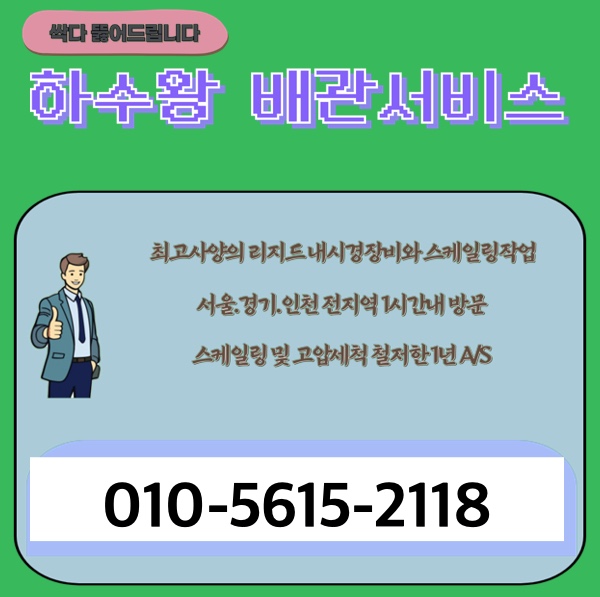 싹다 뚫어드립니다
하수왕 배관서비스
최고사양의 리지드 내시경장비와 스케일링작업
서울.경기.인천 전지역 1시간내 방문
스케일링 및 고압세척 철저한 1년 A/S
010-5615-2118